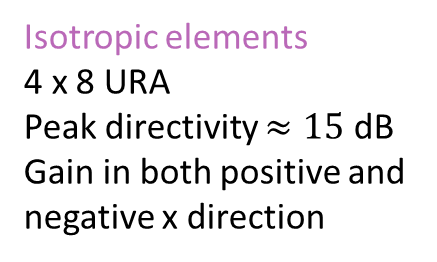 Isotropic elements
4 x 8 URA
Peak directivity ≈ 15 dB
Gain in both positive and
negative x direction